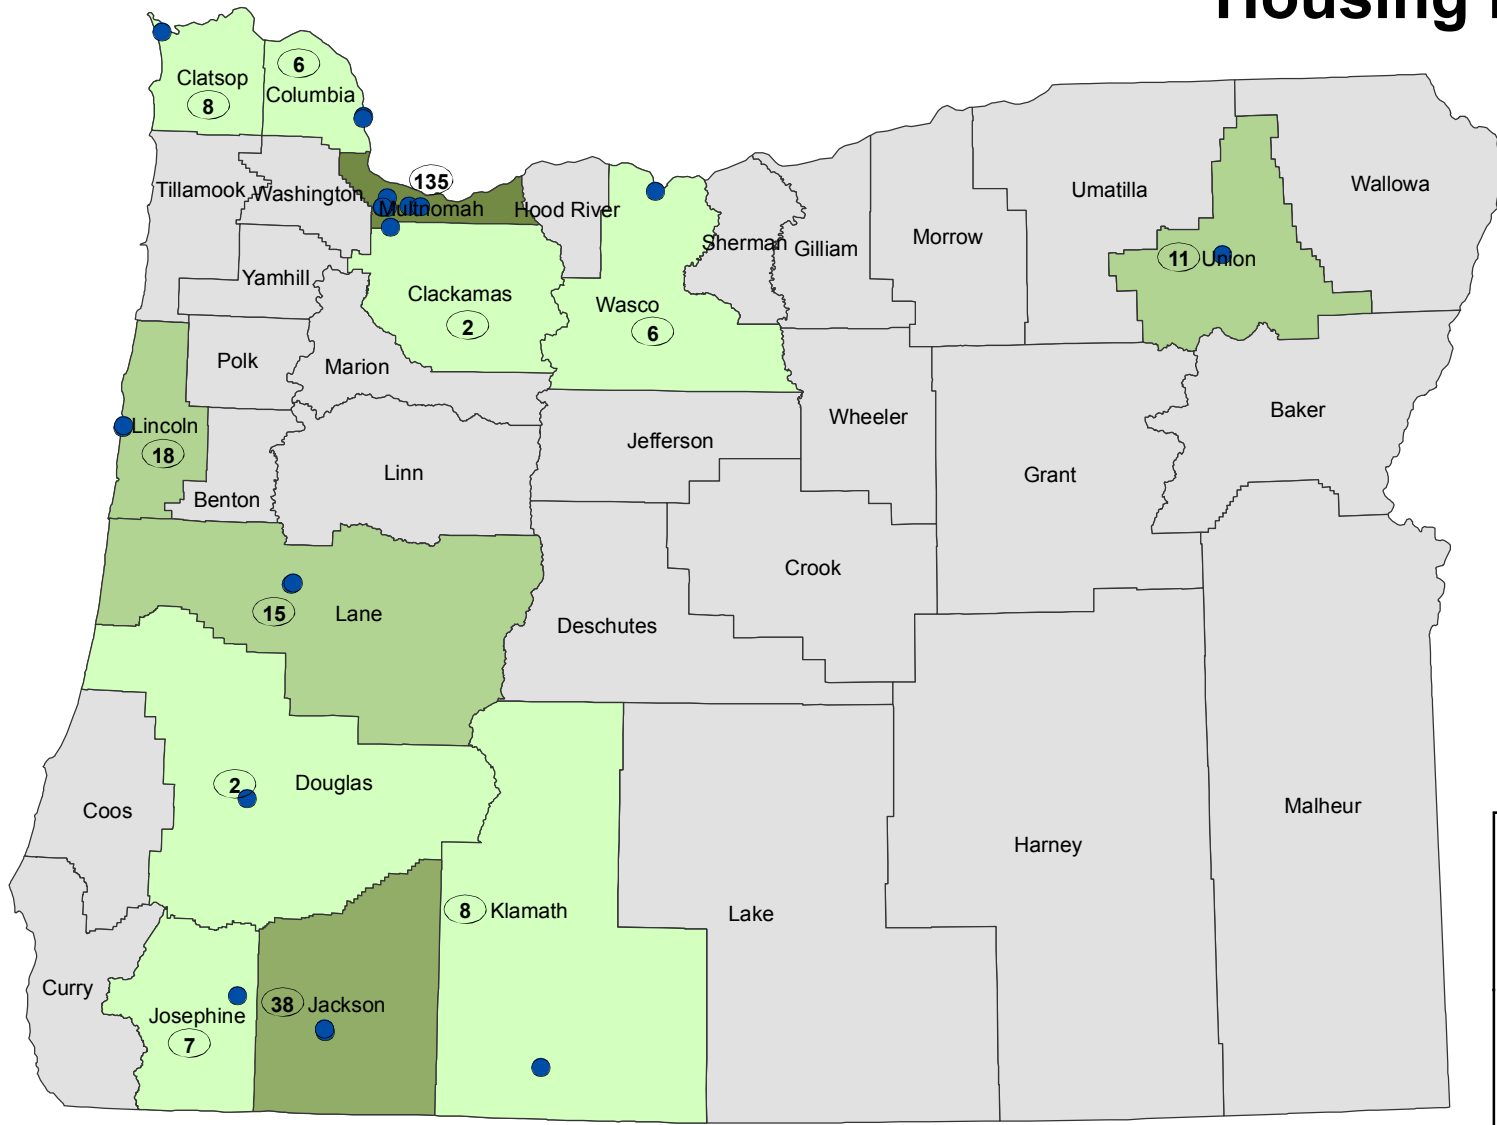 Housing
Clatsop
8
6
Columbia
Tillamook
Washington
135
Multnomah
Hood River
Sherman
Gilliam
Morrow
Umatilla
Wallowa
11 Union
Yamhill
Clackamas
2
Wasco
6
Polk
Marion
Lincoln
18
Benton
Linn
Jefferson
Wheeler
Grant
Baker
Crook
Deschutes
15 Lane
2 Douglas
Coos
Curry
Josephine
7
38 Jackson
8 Klamath
Lake
Harney
Malheur